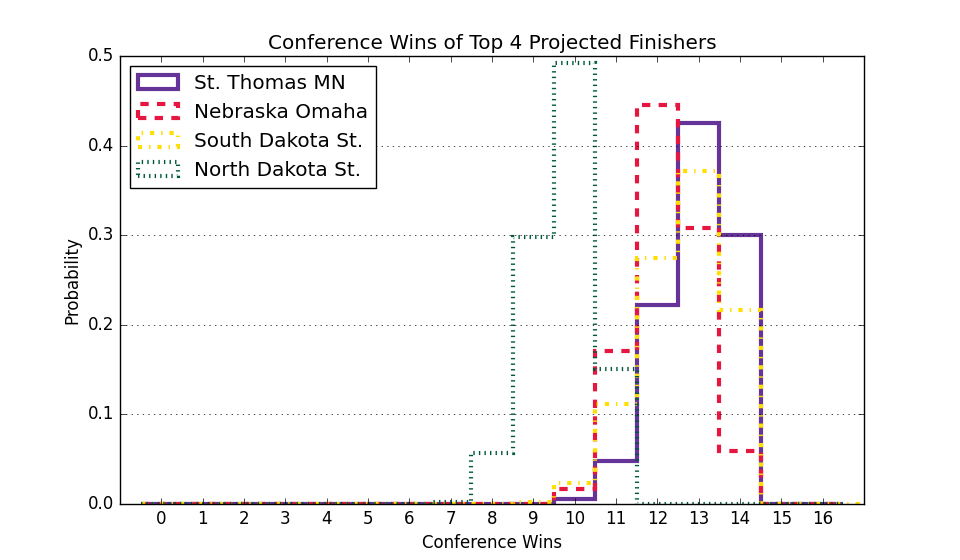 Conference Wins of Top 4 Projected Finishers
0.5
0.4
0.3
0.2
0.1
0.0
Probability
St. Thomas MN
Nebraska Omaha
South Dakota St.
North Dakota St.
0 1 2 3 4 5 6 7 8 9 10 11 12 13 14 15 16
Conference Wins